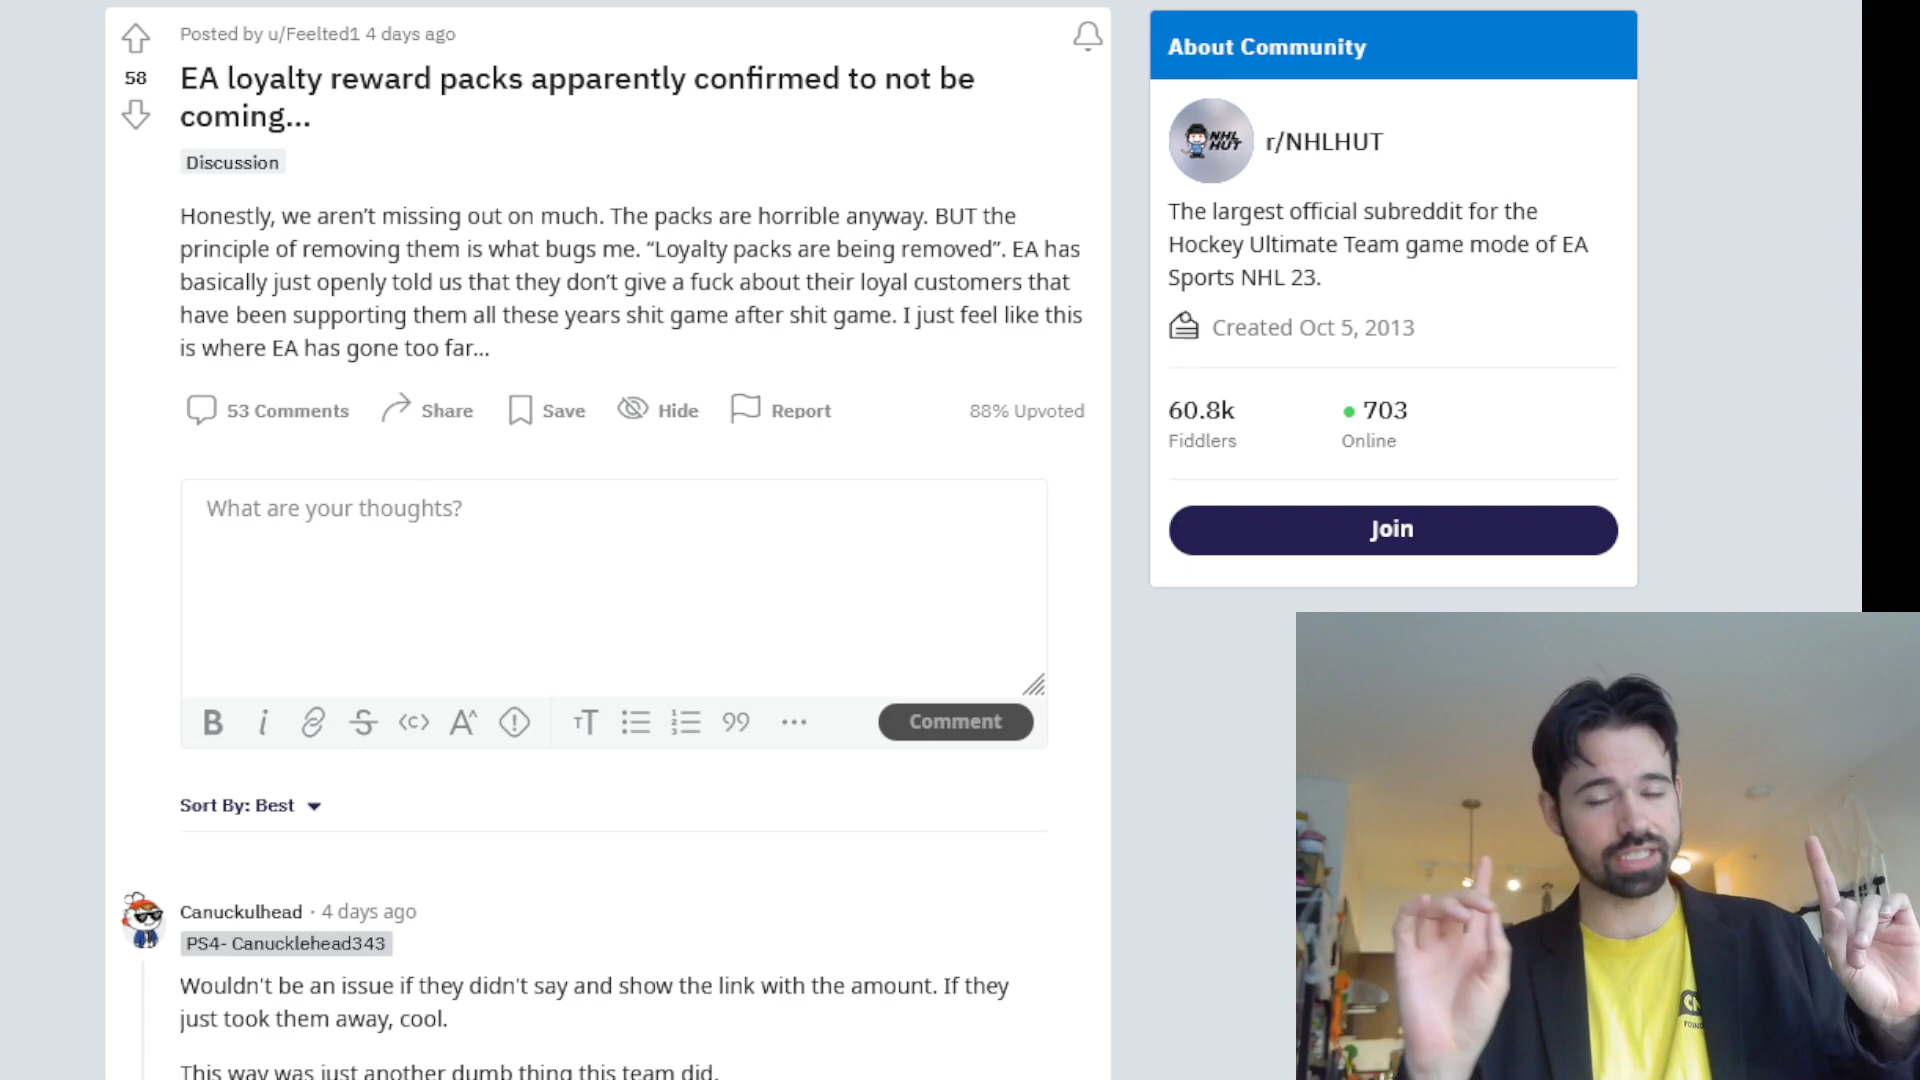 Posted by u/Feelted1 4 days ago
58
EA loyalty reward packs apparently confirmed to not be
coming...
Discussion
Honestly, we aren’t missing out on much. The packs are horrible anyway. BUT the
principle of removing them is what bugs me. “Loyalty packs are being removed”. EA has
basically just openly told us that they don’t give a fuck about their loyal customers that
have been supporting them all these years shit game after shit game. I just feel like this
is where EA has gone too far...
53 Comments Share Save Hide Report 88% Upvoted
What are your thoughts?
Comment
Sort By: Best
Canuckulhead · 4 days ago
PS4- Canucklehead343
Wouldn't be an issue if they didn't say and show the link with the amount. If they
just took them away, cool.
This way was just another dumb thing this team did.
About Community
NHL
HUT
r/NHLHUT
The largest official subreddit for the
Hockey Ultimate Team game mode of EA
Sports NHL 23.
Created Oct 5, 2013
60.8k 703
Fiddlers Online
Join